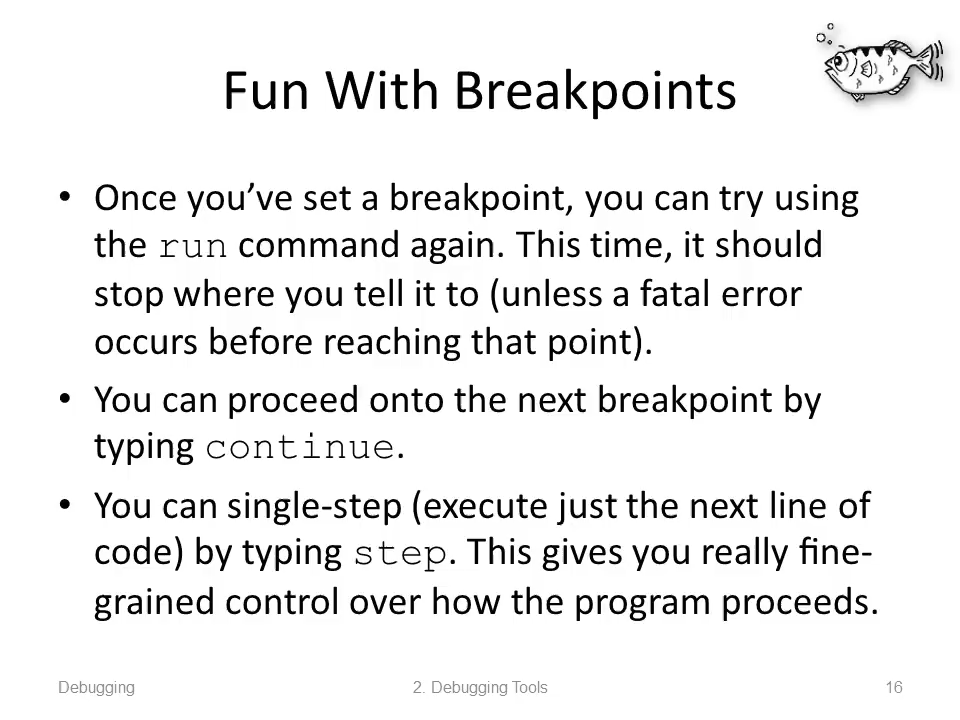 Fun With Breakpoints
• Once you’ve set a breakpoint, you can try using
the run command again. This time, it should
stop where you tell it to (unless a fatal error
occurs before reaching that point).
• You can proceed onto the next breakpoint by
typing continue.
• You can single-step (execute just the next line of
code) by typing step. This gives you really fine-
grained control over how the program proceeds.
Debugging
2. Debugging Tools
16